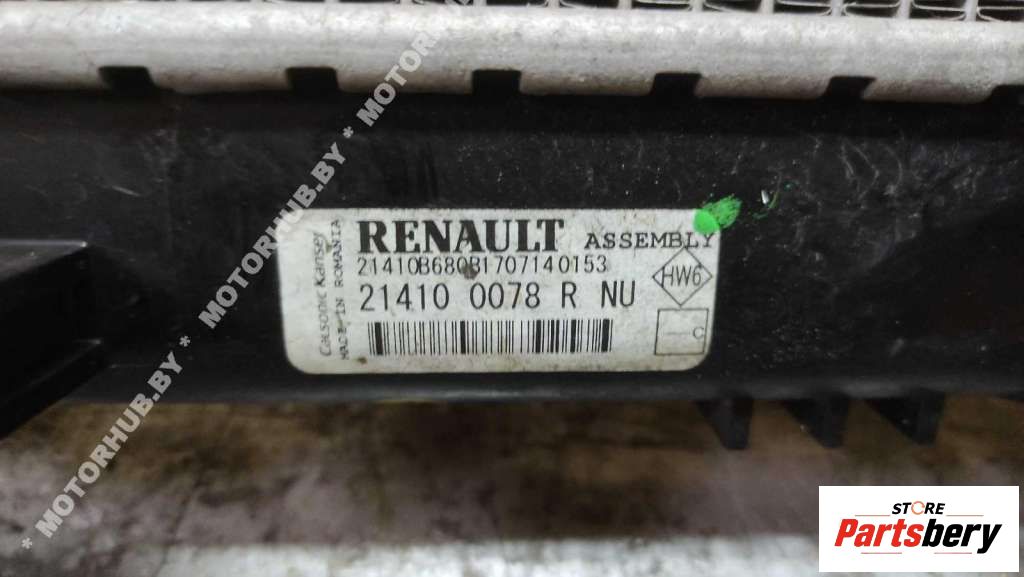 RENAULT ASSEMBLY
21410B680B1707140153
21410 0078 R NU
HW6
C
Calsonic Kansei
MADE IN ROMANIA
* MOTORHUB.BY * MOTORHUB.BY * MOTORHUB.BY
STORE
Partsbery